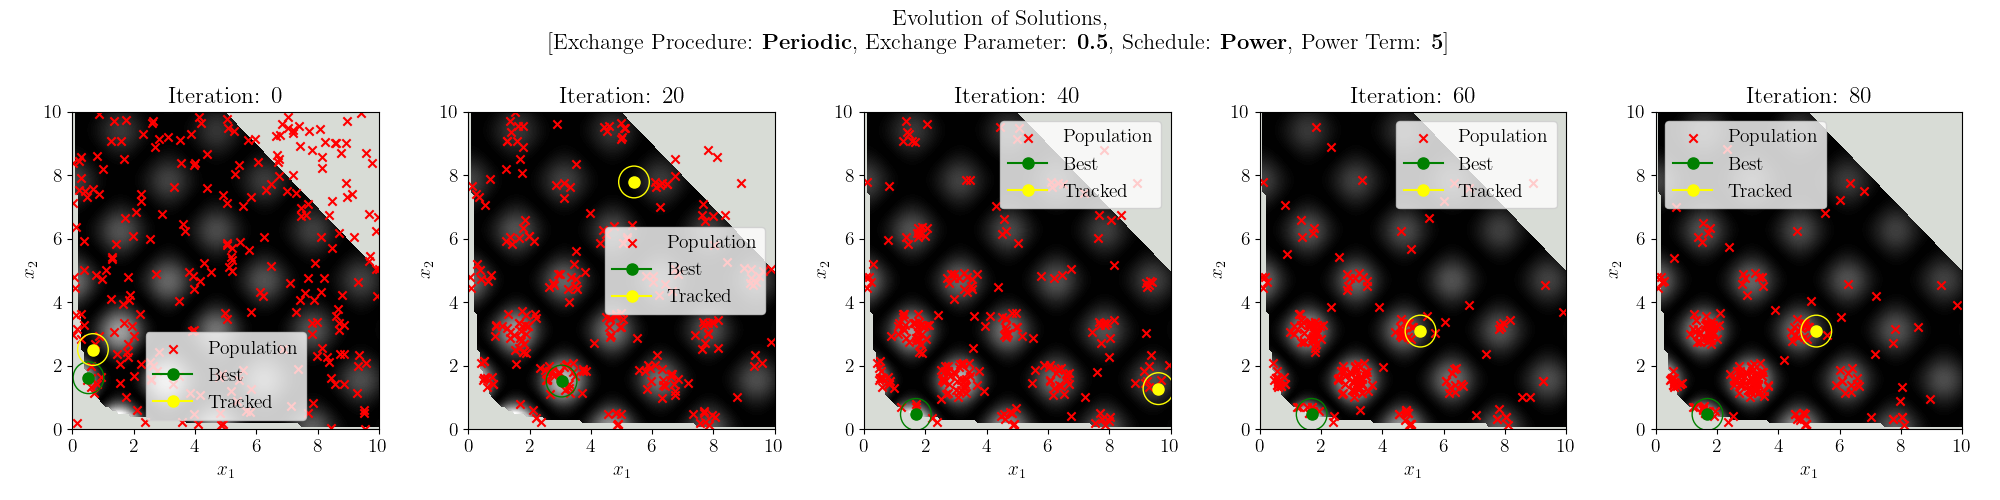 Evolution of Solutions,
[Exchange Procedure: Periodic, Exchange Parameter: 0.5, Schedule: Power, Power Term: 5]
Iteration: 0
10
8
6
4
2
0
x2
0 2 4 6 8 10
x1
Population
Best
Tracked
Iteration: 20
10
8
6
4
2
0
x2
0 2 4 6 8 10
x1
Population
Best
Tracked
Iteration: 40
10
8
6
4
2
0
x2
0 2 4 6 8 10
x1
Population
Best
Tracked
Iteration: 60
10
8
6
4
2
0
x2
0 2 4 6 8 10
x1
Population
Best
Tracked
Iteration: 80
10
8
6
4
2
0
x2
0 2 4 6 8 10
x1
Population
Best
Tracked